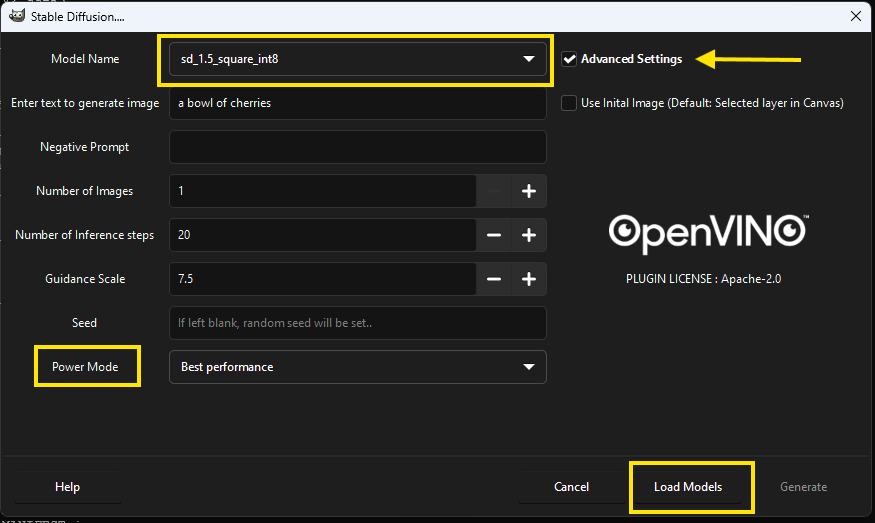 Stable Diffusion....
Model Name
sd_1.5_square_int8
Advanced Settings
Enter text to generate image
a bowl of cherries
Use Inital Image (Default: Selected layer in Canvas)
Negative Prompt
Number of Images
1
Number of Inference steps
20
OpenVINO™
Guidance Scale
7.5
PLUGIN LICENSE : Apache-2.0
Seed
If left blank, random seed will be set..
Power Mode
Best performance
Help
Cancel
Load Models
Generate